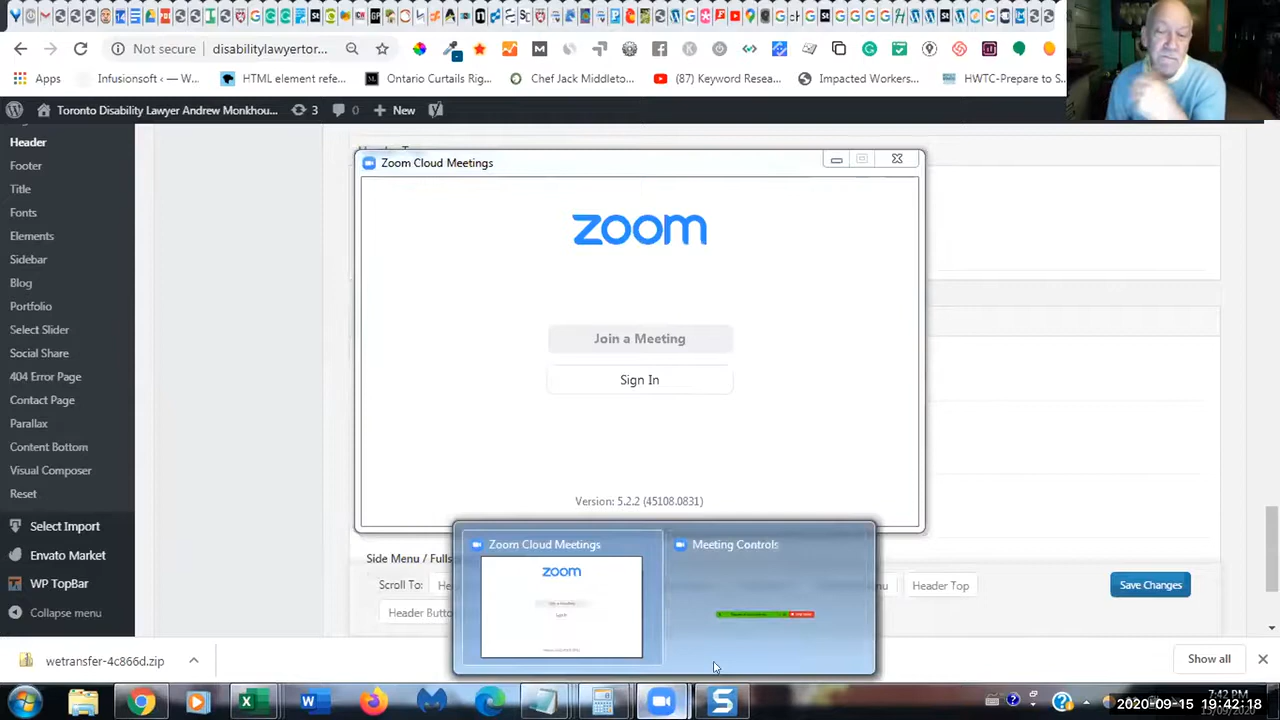 Not secure
disabilitylawyertor...
Apps
Infusionsoft ‹ — W...
HTML element refe...
Ontario Curtails Rig...
Chef Jack Middleto...
(87) Keyword Resea...
Impacted Workers...
HWTC-Prepare to S...
Toronto Disability Lawyer Andrew Monkhou...
3
0
New
Header
Footer
Title
Fonts
Elements
Sidebar
Blog
Portfolio
Select Slider
Social Share
404 Error Page
Contact Page
Parallax
Content Bottom
Visual Composer
Reset
Select Import
Envato Market
WP TopBar
Collapse menu
Zoom Cloud Meetings
zoom
Join a Meeting
Sign In
Version: 5.2.2 (45108.0831)
Side Menu / Fulls
Scroll To:
Header Top
Save Changes
Header Butto
Zoom Cloud Meetings
zoom
Meeting Controls
wetransfer-4c866d.zip
Show all
7:42 PM
2020-09-15 19:42:18